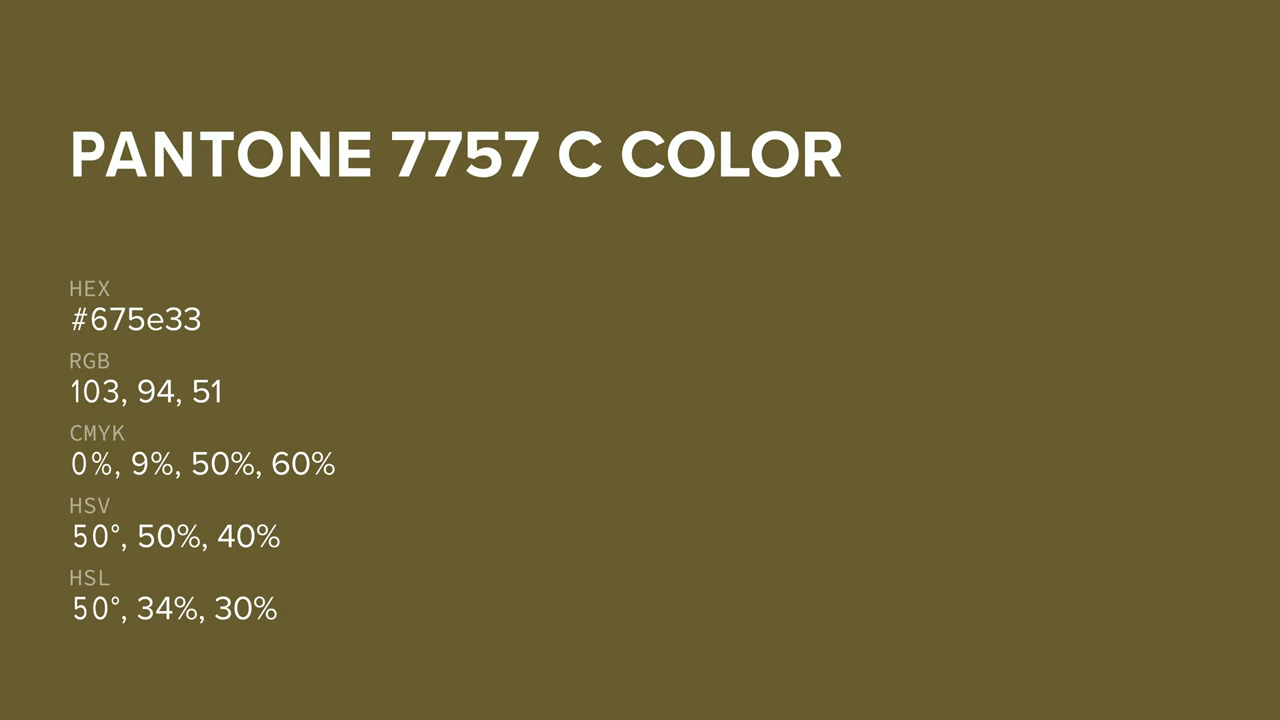 PANTONE 7757 C COLOR
HEX
#675e33
RGB
103, 94, 51
CMYK
0%, 9%, 50%, 60%
HSV
50°, 50%, 40%
HSL
50°, 34%, 30%